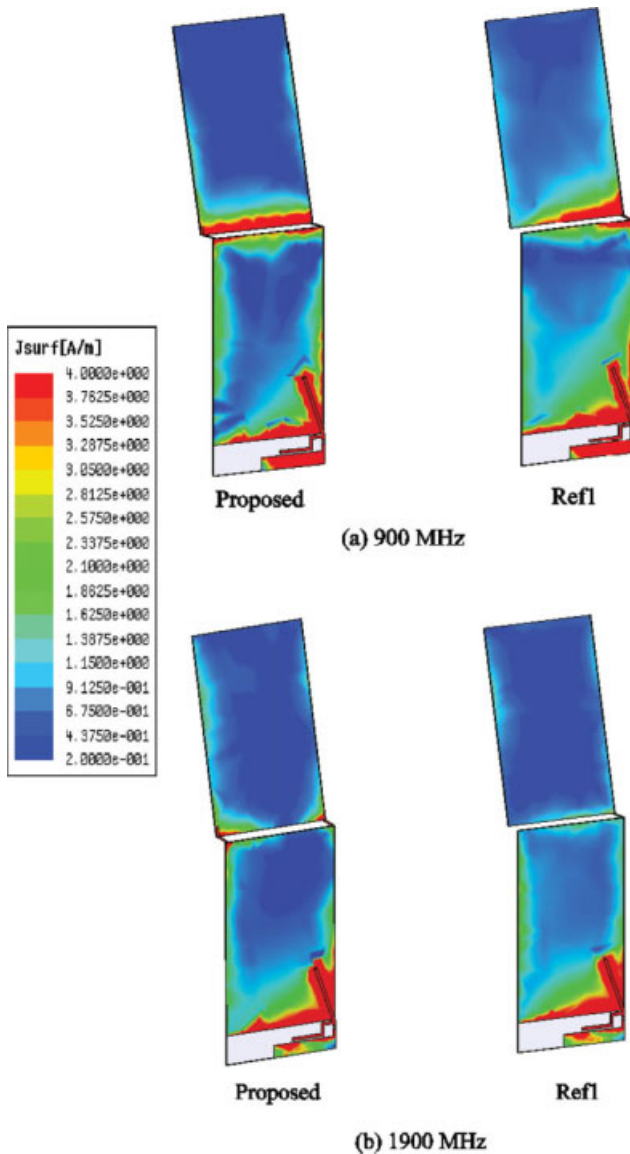 Proposed
Ref1
(a) 900 MHz
Jsurf[A/m]
4.0000e+000
3.7625e+000
3.5250e+000
3.2875e+000
3.0500e+000
2.8125e+000
2.5750e+000
2.3375e+000
2.1000e+000
1.8625e+000
1.6250e+000
1.3875e+000
1.1500e+000
9.1250e-001
6.7500e-001
4.3750e-001
2.0000e-001
Proposed
Ref1
(b) 1900 MHz